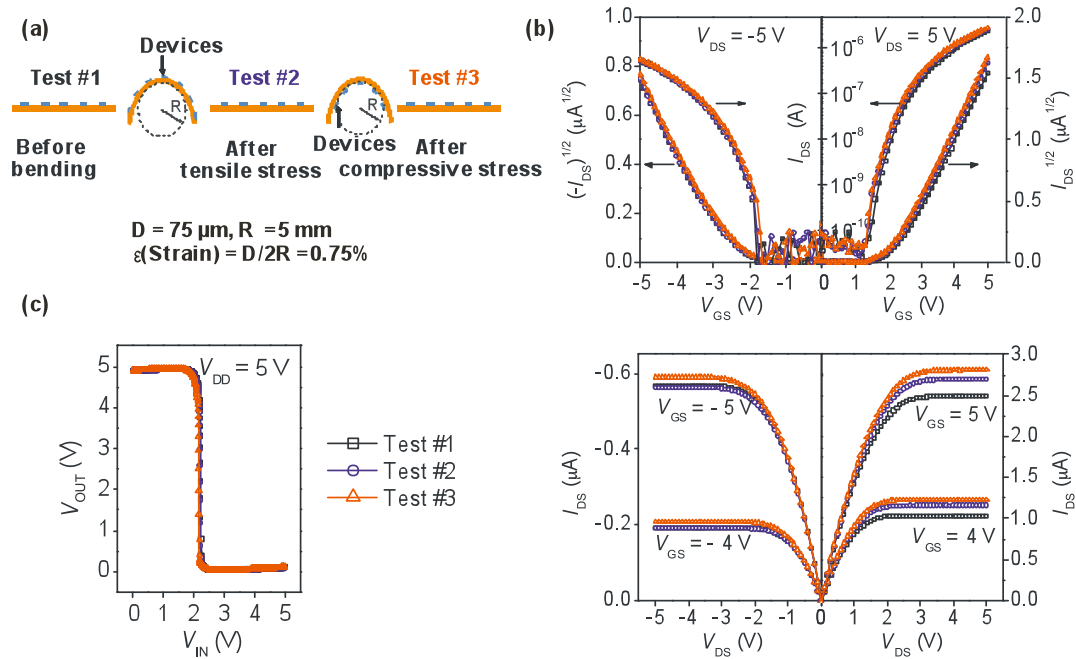 (a)
Devices
Test #1
Test #2
Test #3
R
R
Before bending
After tensile stress
Devices
After compressive stress
D = 75 µm, R = 5 mm
ε(Strain) = D/2R = 0.75%
(b)
V_DS = -5 V
V_DS = 5 V
(-I_DS)^1/2 (µA^1/2)
1.0
0.8
0.6
0.4
0.2
0.0
I_DS (A)
10^-6
10^-7
10^-8
10^-9
10^-10
2.0
1.5
1.0
0.5
0.0
I_DS^1/2 (µA^1/2)
-5 -4 -3 -2 -1 0 1 2 3 4 5
V_GS (V)
V_GS (V)
(c)
V_DD = 5 V
V_OUT (V)
5
4
3
2
1
0
0 1 2 3 4 5
V_IN (V)
Test #1
Test #2
Test #3
I_DS (µA)
-0.6
-0.4
-0.2
0.0
V_GS = - 5 V
V_GS = 5 V
V_GS = - 4 V
V_GS = 4 V
3.0
2.5
2.0
1.5
1.0
0.5
0.0
I_DS (µA)
-5 -4 -3 -2 -1 0 1 2 3 4 5
V_DS (V)
V_DS (V)